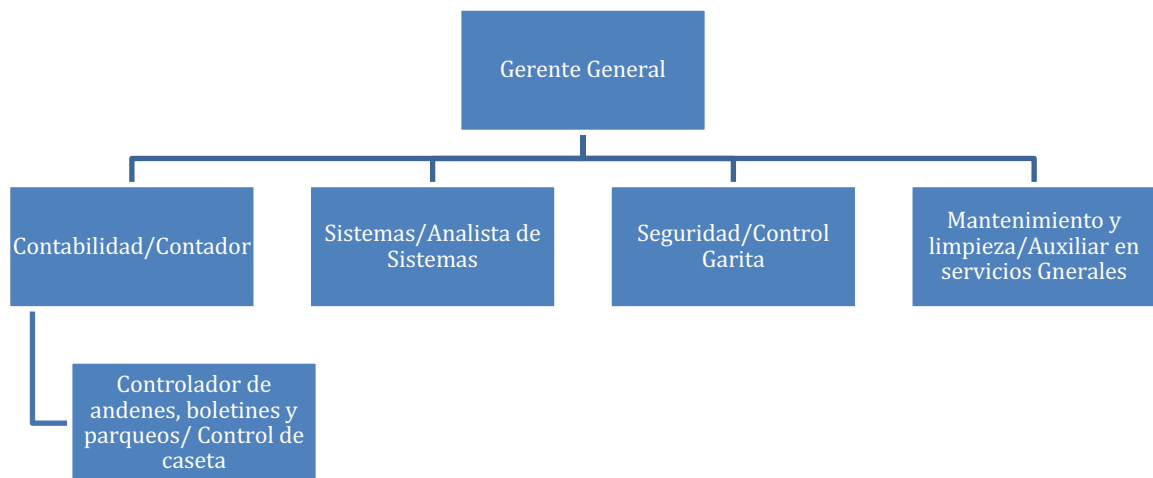 Gerente General
Contabilidad/Contador
Sistemas/Analista de
Sistemas
Seguridad/Control
Garita
Mantenimiento y
limpieza/Auxiliar en
servicios Gnerales
Controlador de
andenes, boletines y
parqueos/ Control de
caseta